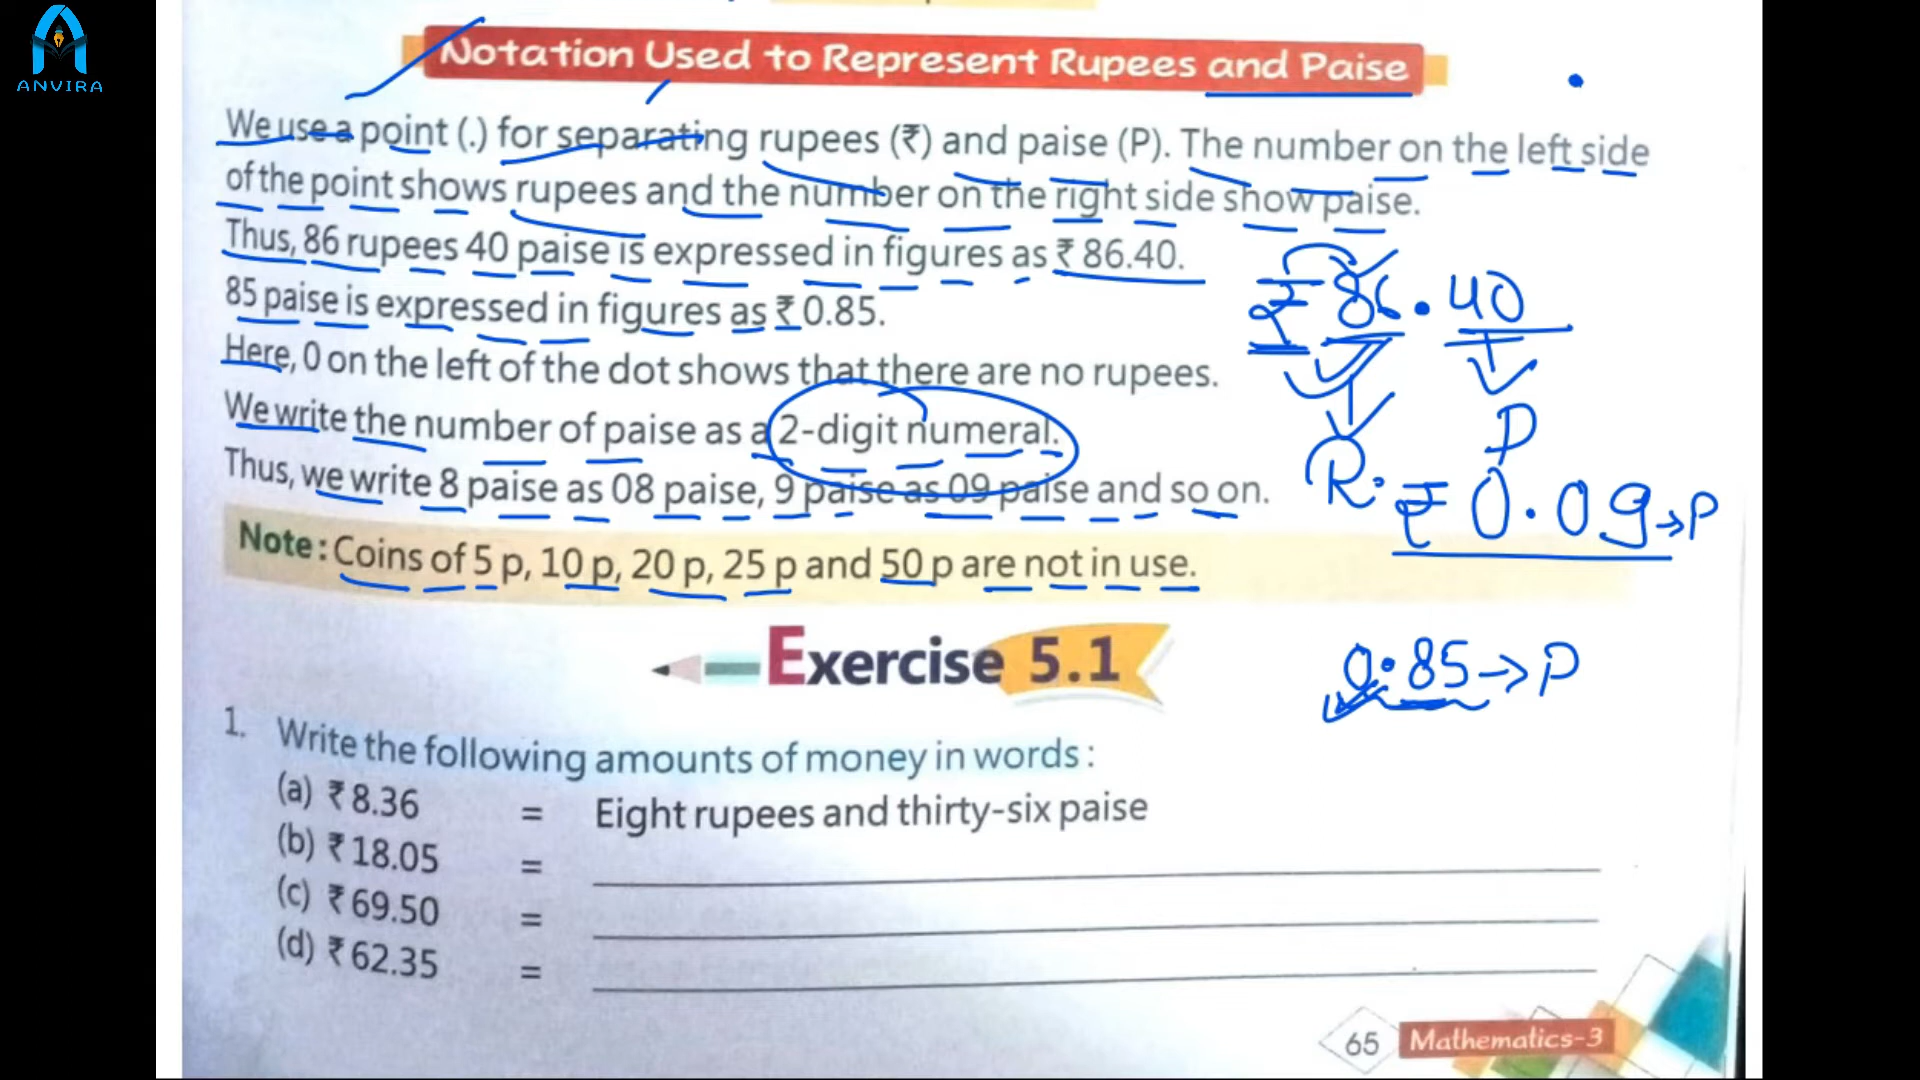 ANVIRA
Notation Used to Represent Rupees and Paise
We use a point (.) for separating rupees (₹) and paise (P). The number on the left side
of the point shows rupees and the number on the right side show paise.
Thus, 86 rupees 40 paise is expressed in figures as ₹ 86.40.
85 paise is expressed in figures as ₹ 0.85.
Here, 0 on the left of the dot shows that there are no rupees.
We write the number of paise as a 2-digit numeral.
Thus, we write 8 paise as 08 paise, 9 paise as 09 paise and so on.
₹ 86.40
R. P
₹ 0.09→P
Note: Coins of 5 p, 10 p, 20 p, 25 p and 50 p are not in use.
0.85→P
Exercise 5.1
1. Write the following amounts of money in words :
(a) ₹ 8.36 = Eight rupees and thirty-six paise
(b) ₹ 18.05 =
(c) ₹ 69.50 =
(d) ₹ 62.35 =
65 Mathematics-3